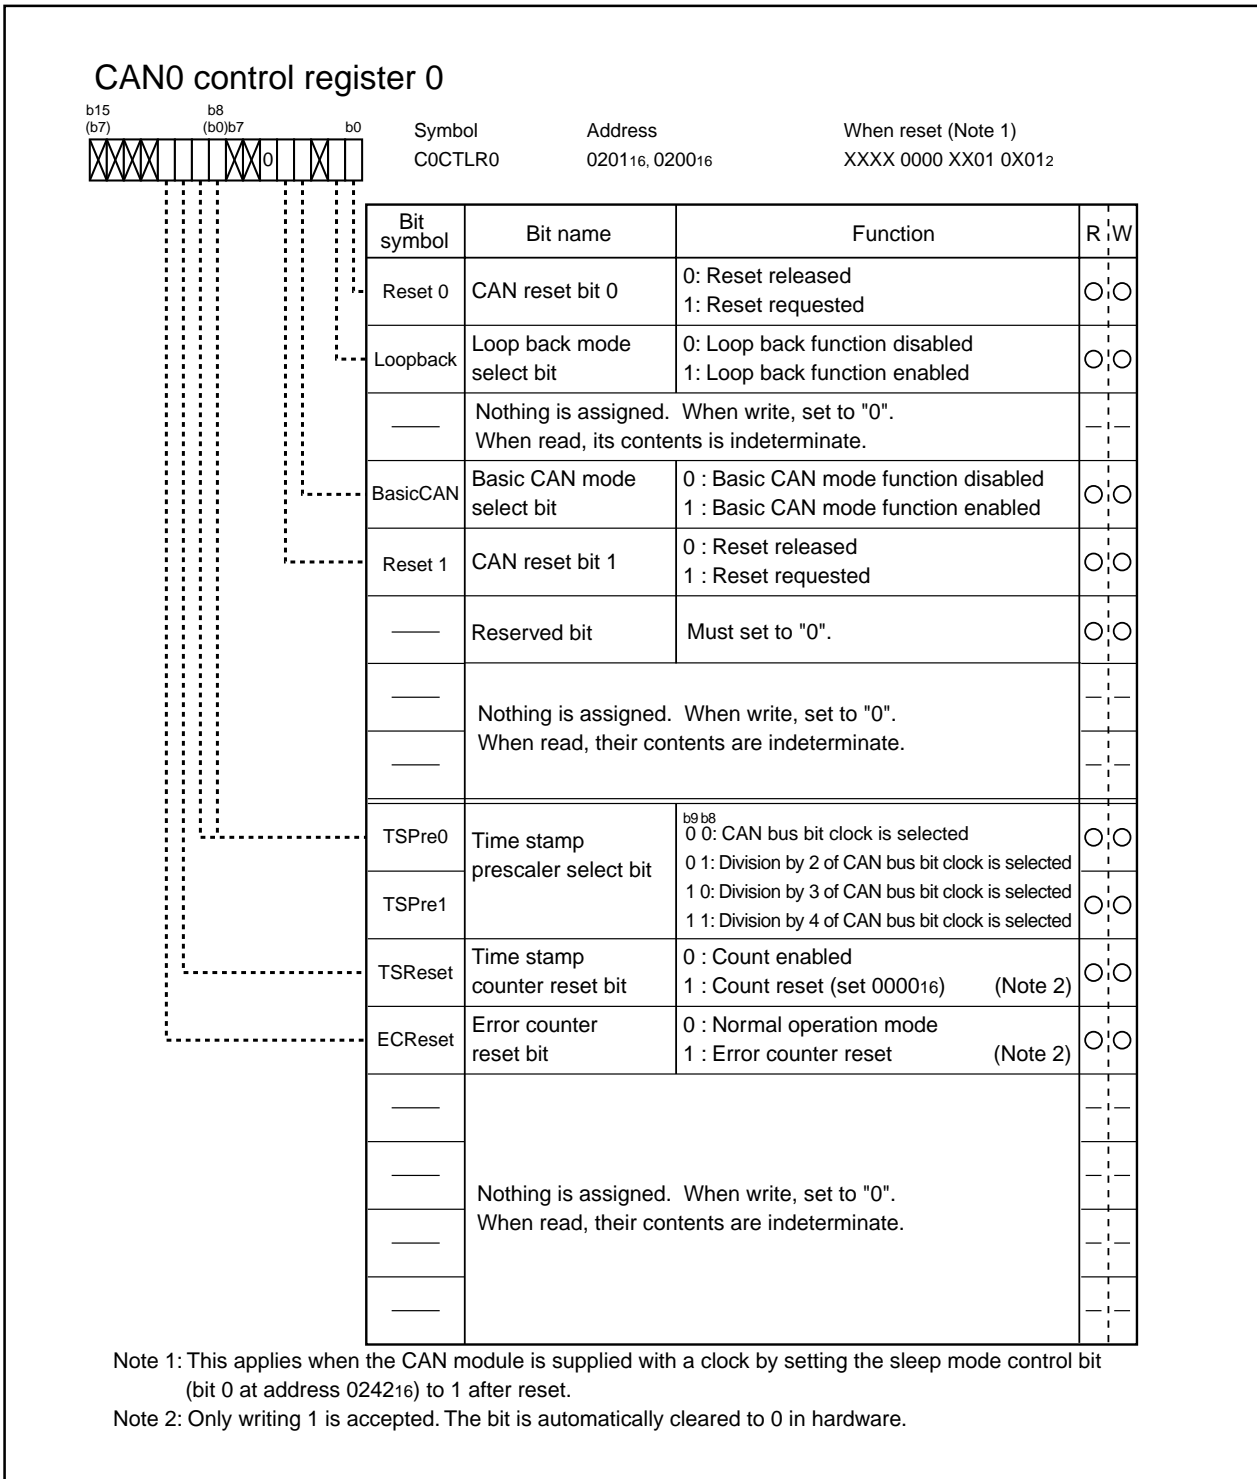 CAN0 control register 0
b15 b8
(b7) (b0)b7 b0
Symbol Address When reset (Note 1)
0 C0CTLR0 0201₁₆, 0200₁₆ XXXX 0000 XX01 0X01₂
Bit symbol Bit name Function R W
Reset 0 CAN reset bit 0 0: Reset released
1: Reset requested
Loopback Loop back mode select bit 0: Loop back function disabled
1: Loop back function enabled
Nothing is assigned. When write, set to "0".
When read, its contents is indeterminate.
BasicCAN Basic CAN mode select bit 0 : Basic CAN mode function disabled
1 : Basic CAN mode function enabled
Reset 1 CAN reset bit 1 0 : Reset released
1 : Reset requested
Reserved bit Must set to "0".
Nothing is assigned. When write, set to "0".
When read, their contents are indeterminate.
TSPre0 TSPre1 Time stamp prescaler select bit b9 b8
0 0: CAN bus bit clock is selected
0 1: Division by 2 of CAN bus bit clock is selected
1 0: Division by 3 of CAN bus bit clock is selected
1 1: Division by 4 of CAN bus bit clock is selected
TSReset Time stamp counter reset bit 0 : Count enabled
1 : Count reset (set 0000₁₆) (Note 2)
ECReset Error counter reset bit 0 : Normal operation mode
1 : Error counter reset (Note 2)
Nothing is assigned. When write, set to "0".
When read, their contents are indeterminate.
Note 1: This applies when the CAN module is supplied with a clock by setting the sleep mode control bit
(bit 0 at address 0242₁₆) to 1 after reset.
Note 2: Only writing 1 is accepted. The bit is automatically cleared to 0 in hardware.